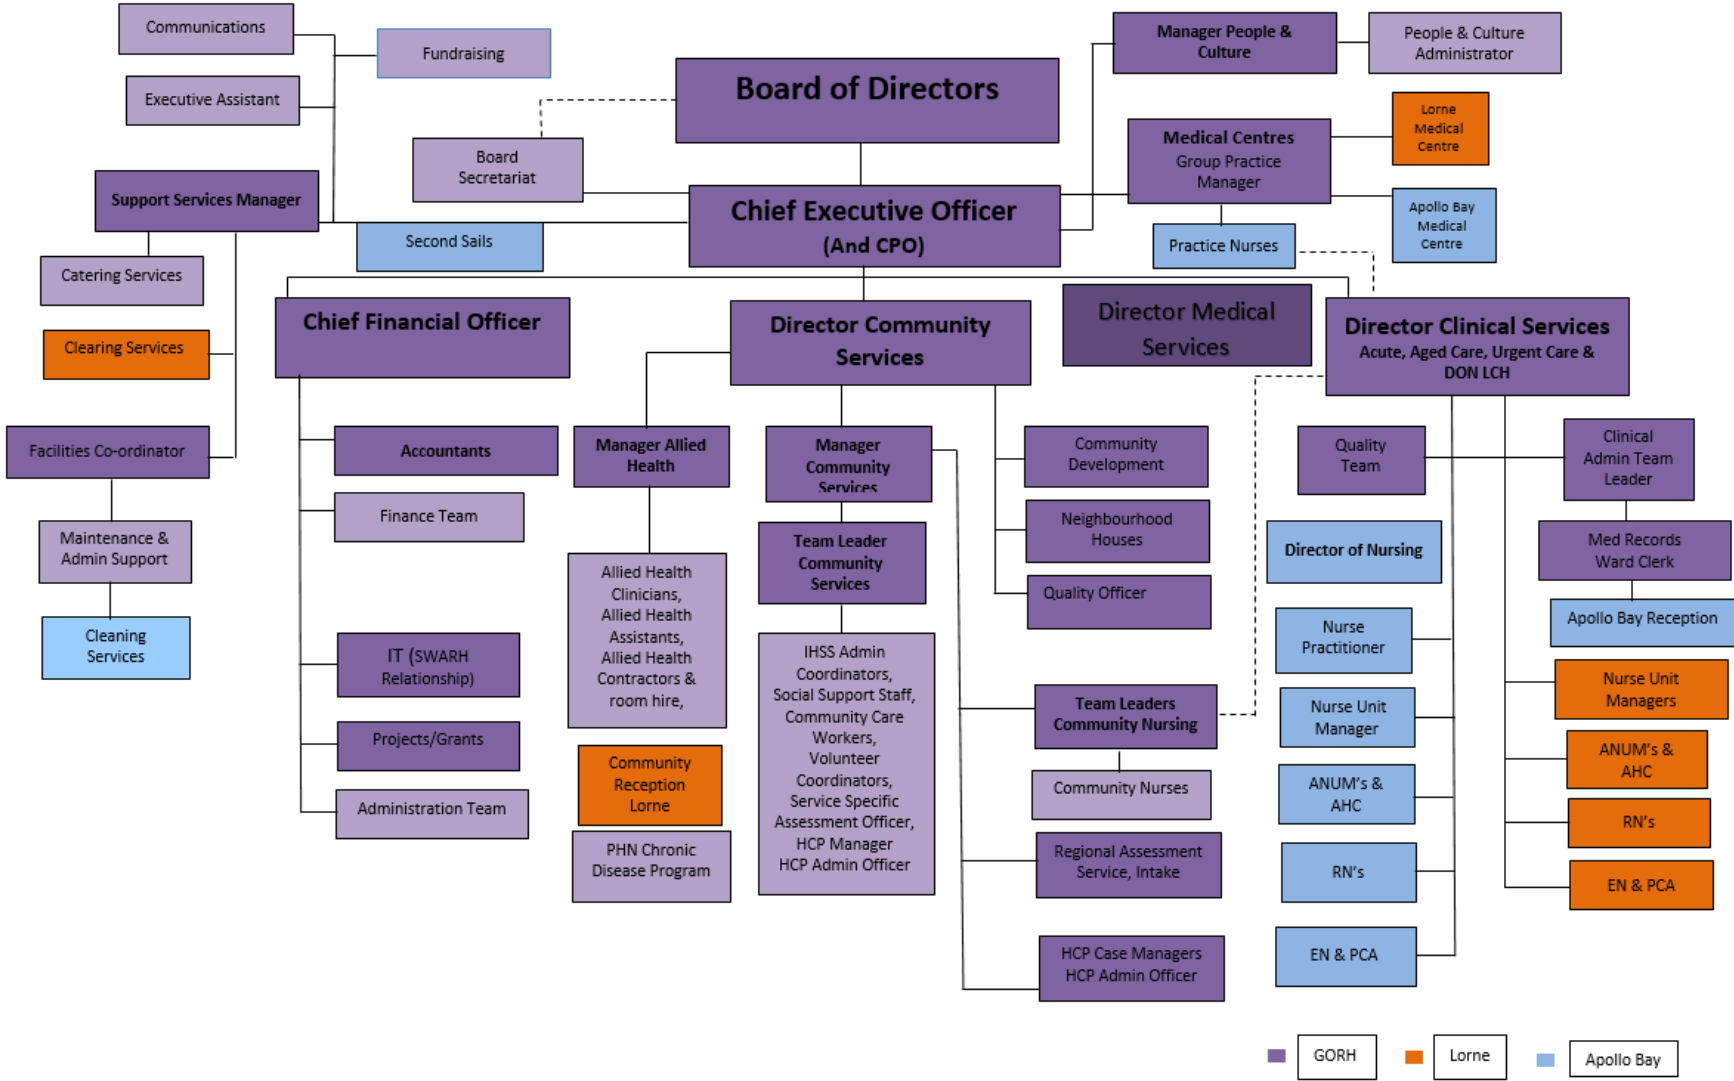 Communications
Fundraising
Executive Assistant
Board of Directors
Manager People &
Culture
People & Culture
Administrator
Board
Secretariat
Medical Centres
Group Practice
Manager
Lorne
Medical
Centre
Support Services Manager
Chief Executive Officer
(And CPO)
Second Sails
Practice Nurses
Apollo Bay
Medical
Centre
Catering Services
Clearing Services
Chief Financial Officer
Director Community
Services
Director Medical
Services
Director Clinical Services
Acute, Aged Care, Urgent Care &
DON LCH
Facilities Co-ordinator
Maintenance &
Admin Support
Cleaning
Services
Accountants
Finance Team
IT (SWARH
Relationship)
Projects/Grants
Administration Team
Manager Allied
Health
Allied Health
Clinicians,
Allied Health
Assistants,
Allied Health
Contractors &
room hire,
Community
Reception
Lorne
PHN Chronic
Disease Program
Manager
Community
Services
Team Leader
Community
Services
IHSS Admin
Coordinators,
Social Support Staff,
Community Care
Workers,
Volunteer
Coordinators,
Service Specific
Assessment Officer,
HCP Manager
HCP Admin Officer
Community
Development
Neighbourhood
Houses
Quality Officer
Team Leaders
Community Nursing
Community Nurses
Regional Assessment
Service, Intake
HCP Case Managers
HCP Admin Officer
Quality
Team
Clinical
Admin Team
Leader
Director of Nursing
Med Records
Ward Clerk
Apollo Bay Reception
Nurse
Practitioner
Nurse Unit
Manager
ANUM's &
AHC
RN's
EN & PCA
Nurse Unit
Managers
ANUM's &
AHC
RN's
EN & PCA
GORH
Lorne
Apollo Bay